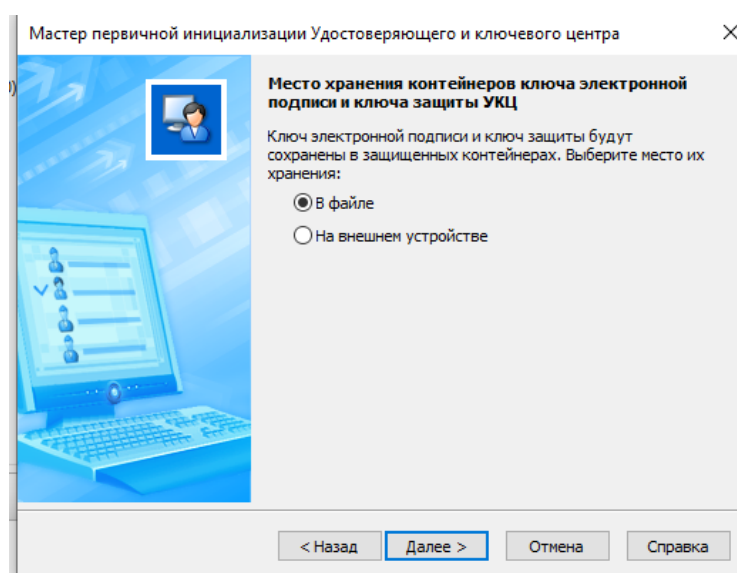 Мастер первичной инициализации Удостоверяющего и ключевого центра
)
Место хранения контейнеров ключа электронной
подписи и ключа защиты УКЦ
Ключ электронной подписи и ключ защиты будут
сохранены в защищенных контейнерах. Выберите место их
хранения:
В файле
На внешнем устройстве
< Назад
Далее >
Отмена
Справка